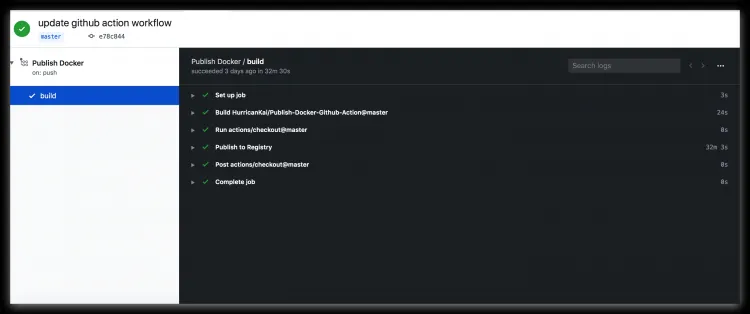 update github action workflow
master e78c844
Publish Docker
on: push
build
Publish Docker / build
succeeded 3 days ago in 32m 30s
Search logs
Set up job 3s
Build HurricanKai/Publish-Docker-Github-Action@master 24s
Run actions/checkout@master 0s
Publish to Registry 32m 3s
Post actions/checkout@master 0s
Complete job 0s